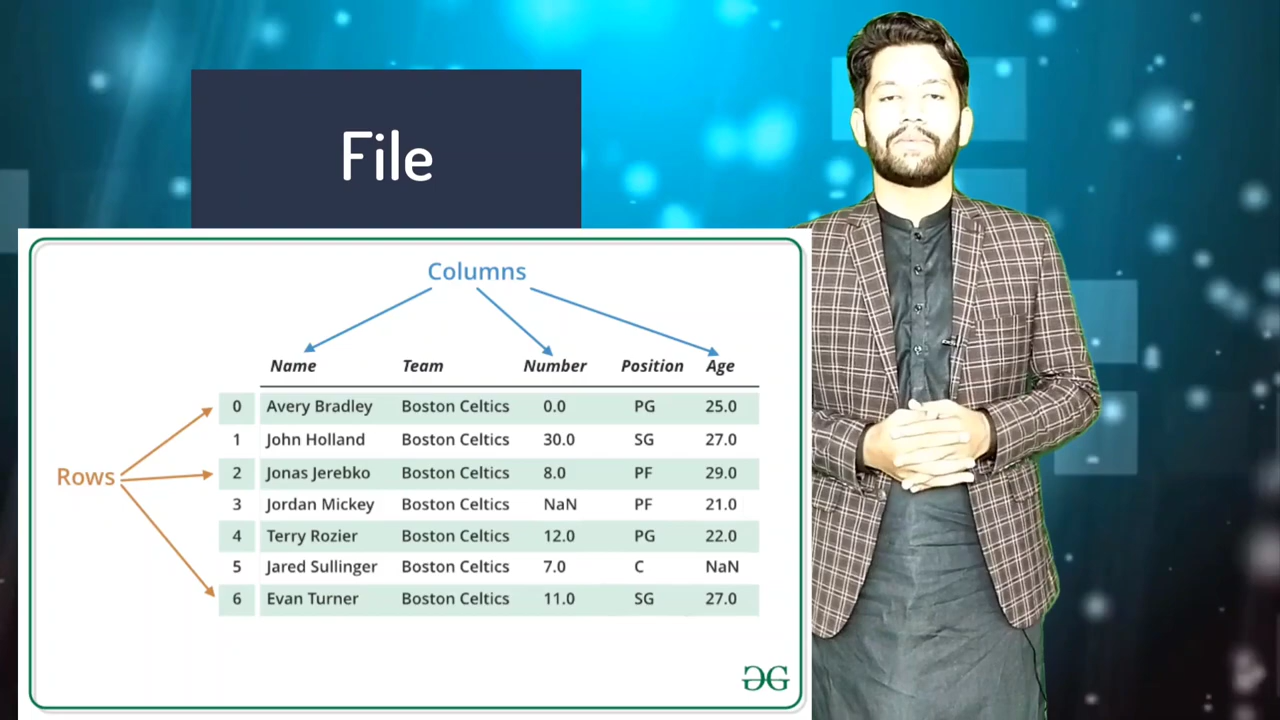 File
Columns
Name Team Number Position Age
0 Avery Bradley Boston Celtics 0.0 PG 25.0
1 John Holland Boston Celtics 30.0 SG 27.0
Rows 2 Jonas Jerebko Boston Celtics 8.0 PF 29.0
3 Jordan Mickey Boston Celtics NaN PF 21.0
4 Terry Rozier Boston Celtics 12.0 PG 22.0
5 Jared Sullinger Boston Celtics 7.0 C NaN
6 Evan Turner Boston Celtics 11.0 SG 27.0